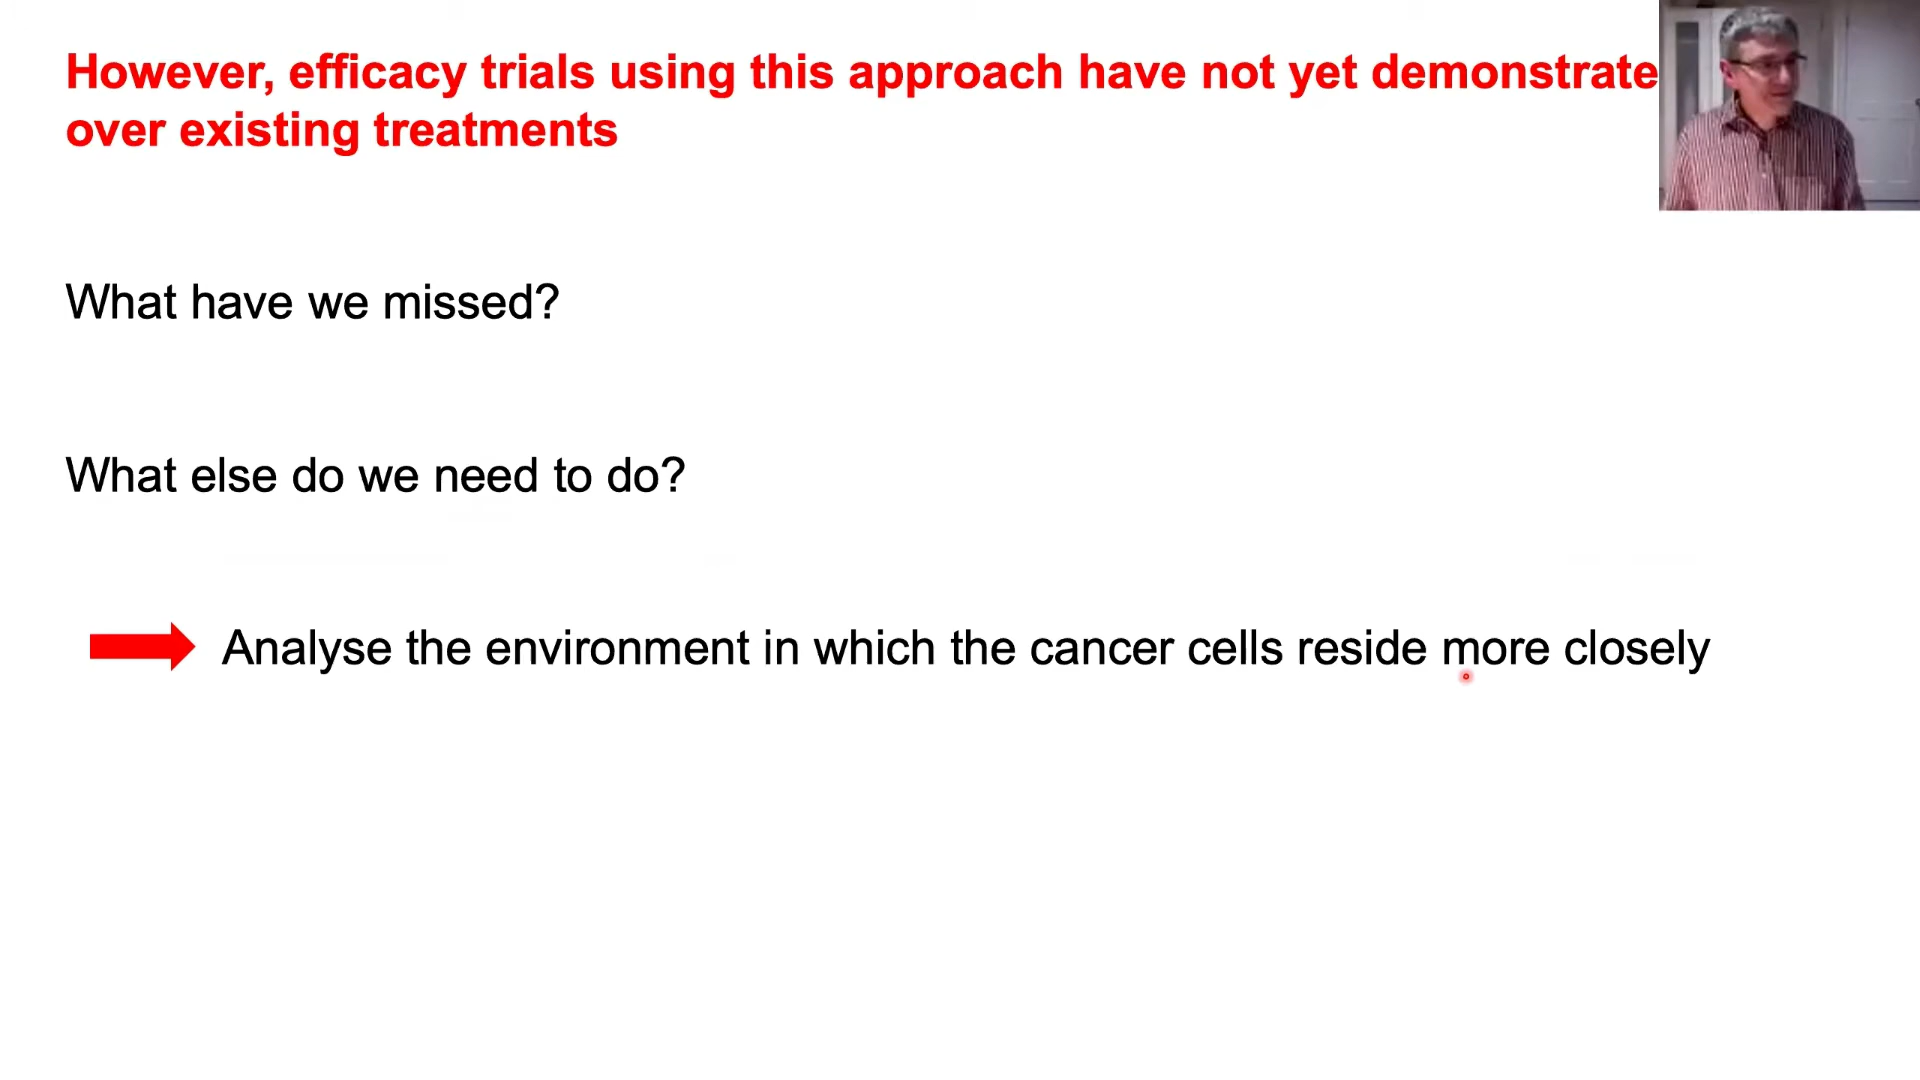 However, efficacy trials using this approach have not yet demonstrate
over existing treatments
What have we missed?
What else do we need to do?
Analyse the environment in which the cancer cells reside more closely